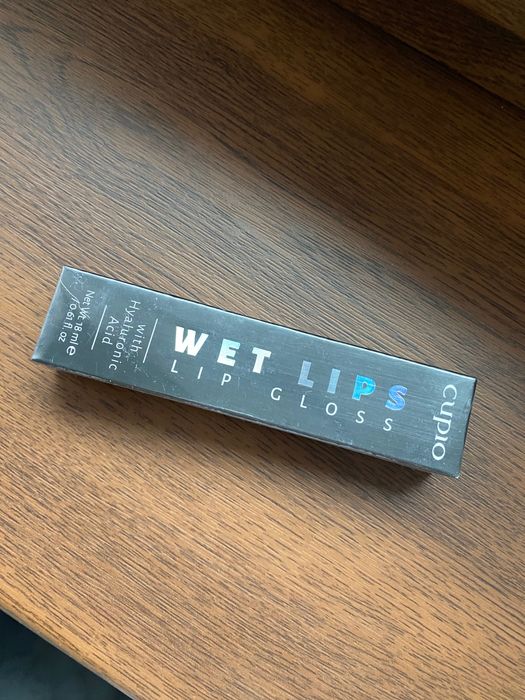 cupio
WET LIPS
LIP GLOSS
with
Hyaluronic
Acid
Net Wt. 18 ml℮
/0.61 fl. oz